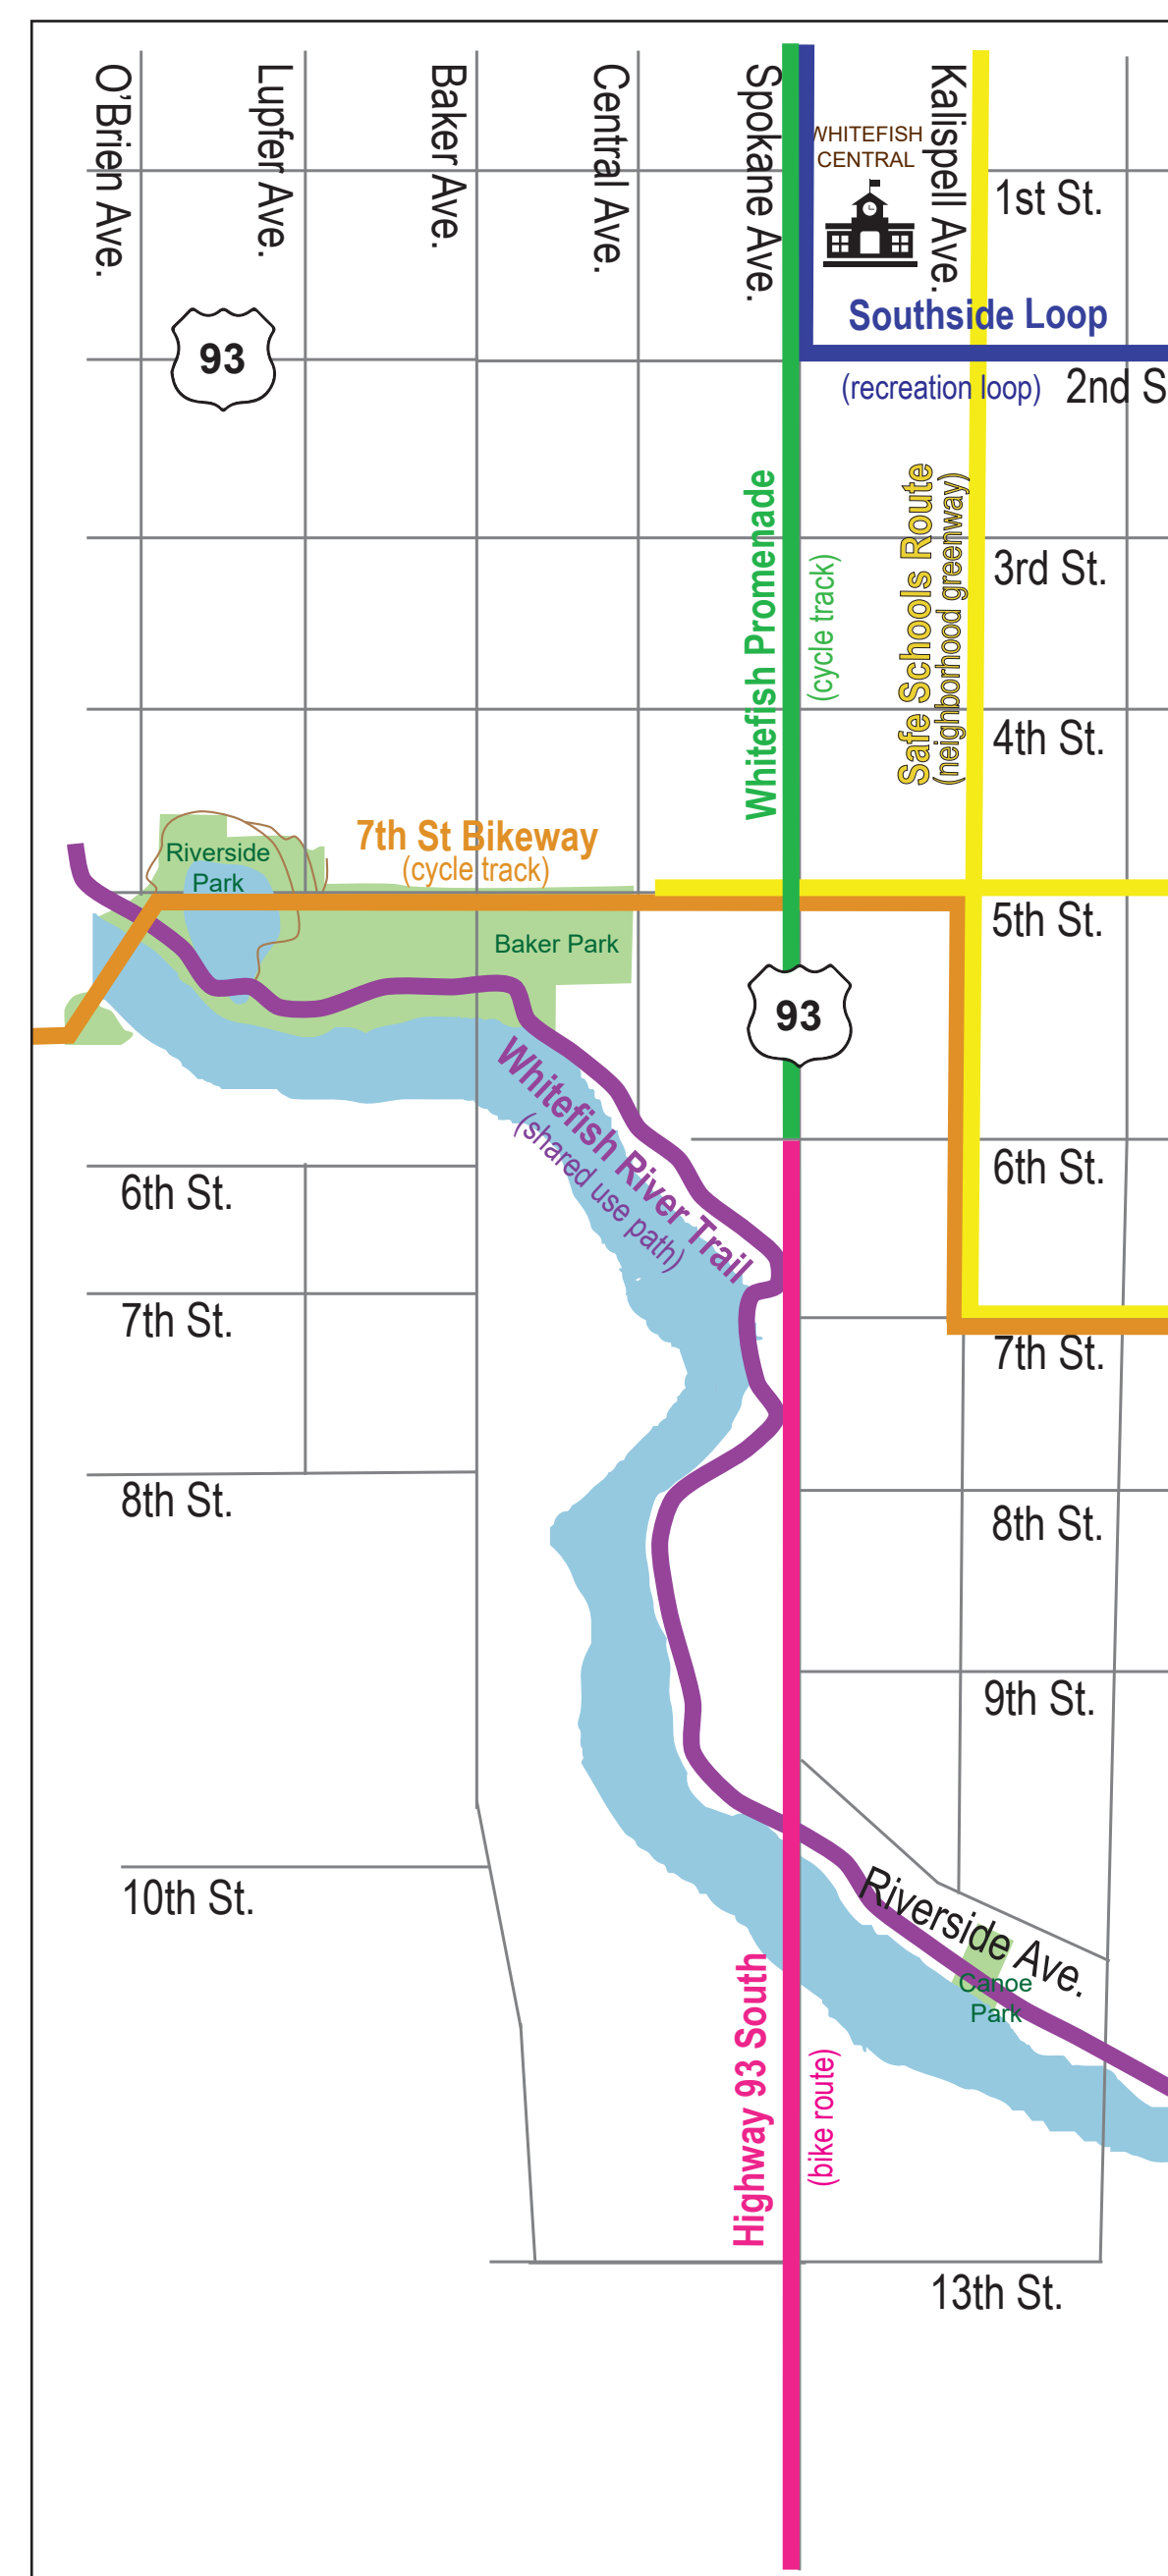 O'Brien Ave.
Lupfer Ave.
Baker Ave.
Central Ave.
Spokane Ave.
Kalispell Ave.
WHITEFISH
CENTRAL
1st St.
Southside Loop
(recreation loop)
2nd S
93
Whitefish Promenade
(cycle track)
Safe Schools Route
(neighborhood greenway)
3rd St.
4th St.
7th St Bikeway
(cycle track)
Riverside
Park
Baker Park
5th St.
93
Whitefish River Trail
(shared use path)
6th St.
6th St.
7th St.
7th St.
8th St.
8th St.
9th St.
10th St.
Riverside Ave.
Canoe
Park
Highway 93 South
(bike route)
13th St.